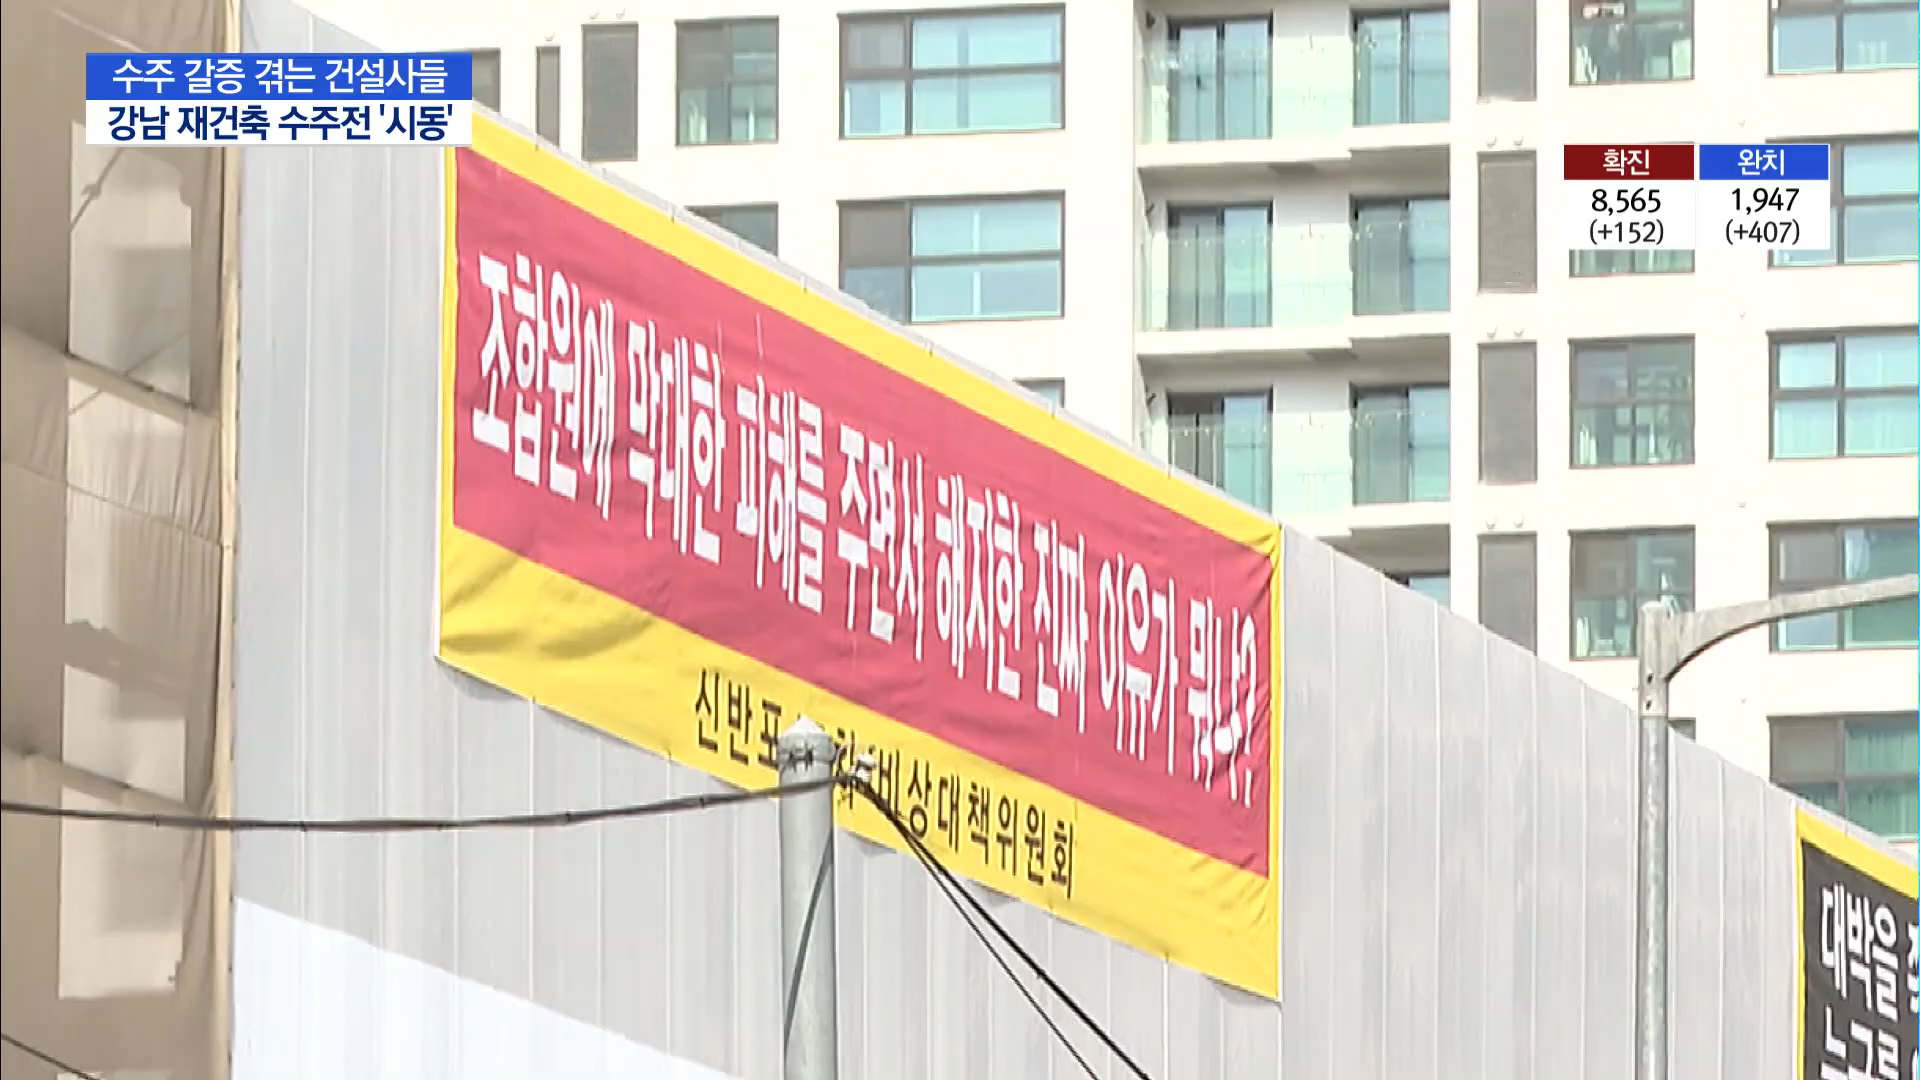 수주 갈증 겪는 건설사들
강남 재건축 수주전 '시동'
확진 완치
8,565 1,947
(+152) (+407)
조합원에 막대한 피해를 주면서 해지한 진짜 이유가 뭐냐?
신반포 비상대책위원회
대박을
누구를